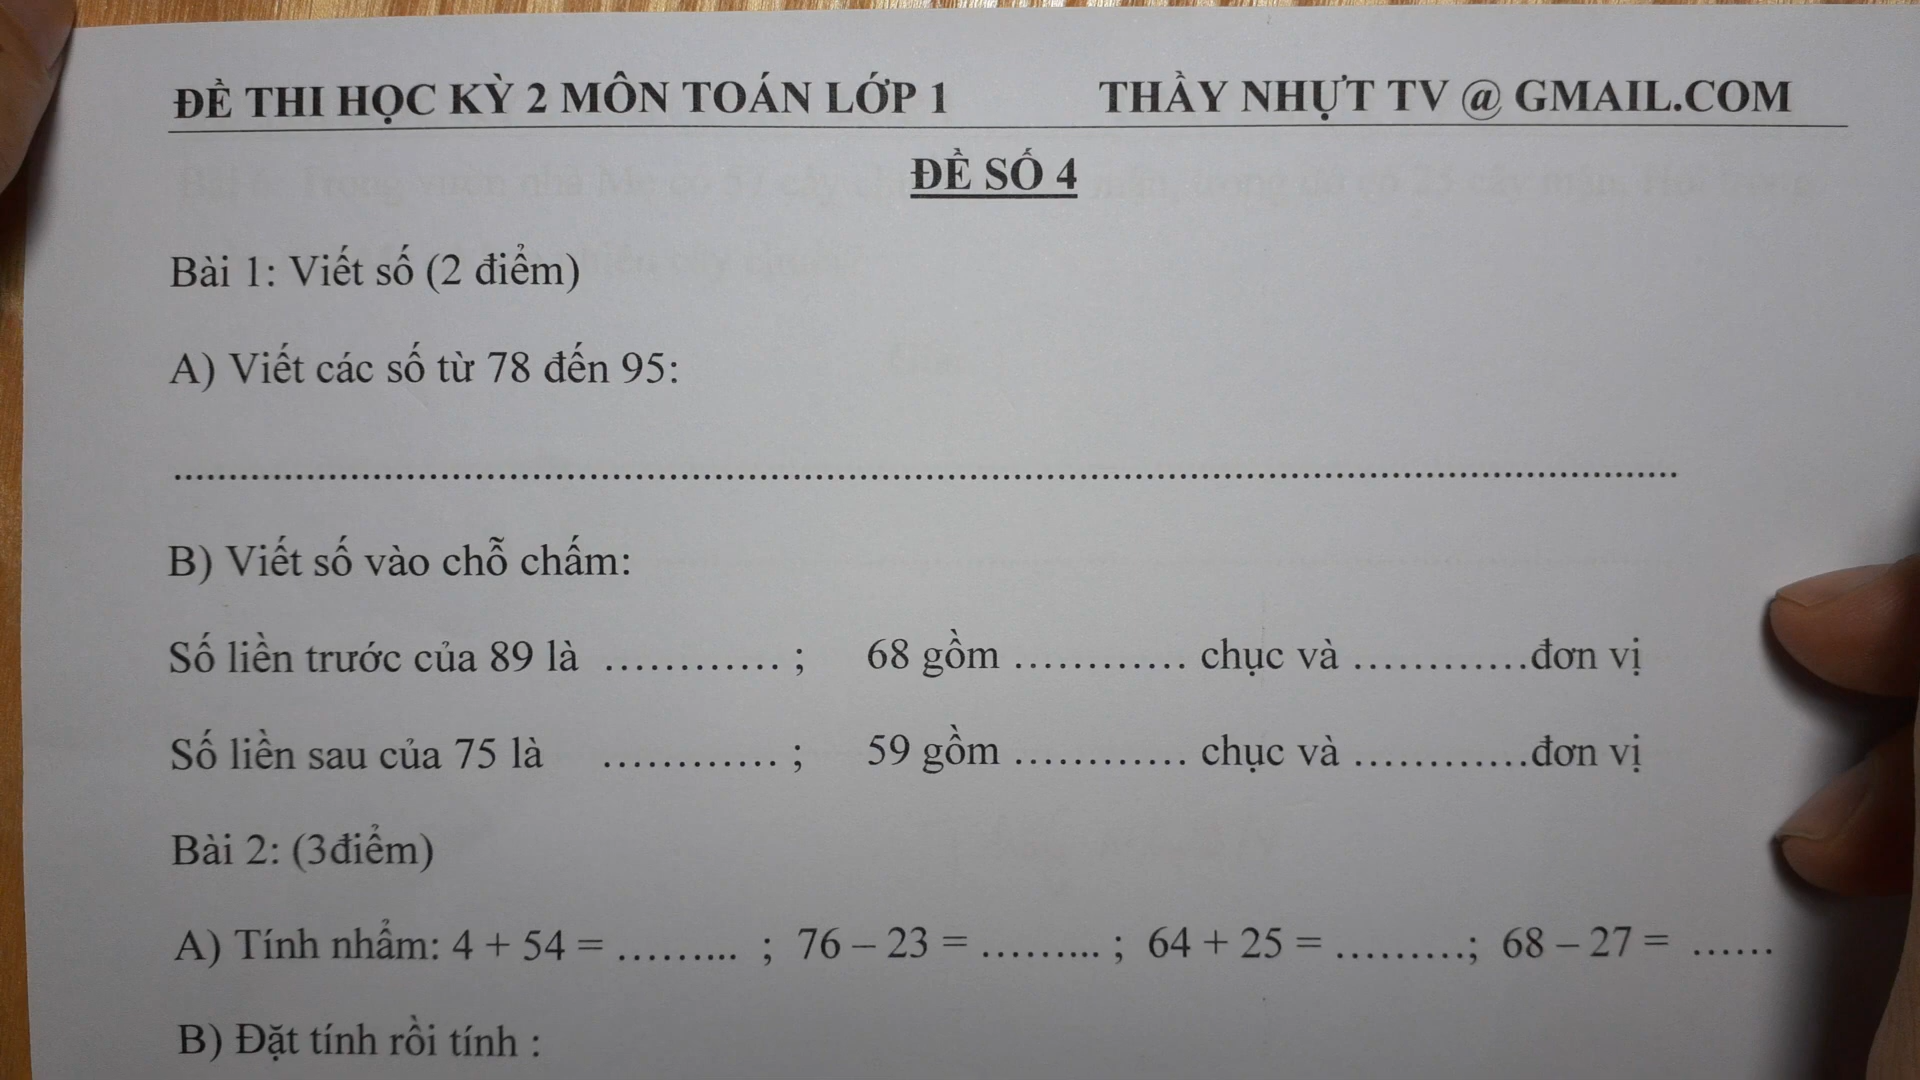 ĐỀ THI HỌC KỲ 2 MÔN TOÁN LỚP 1 THẦY NHỰT TV @ GMAIL.COM
ĐỀ SỐ 4
Bài 1: Viết số (2 điểm)
A) Viết các số từ 78 đến 95:
................................................................................
B) Viết số vào chỗ chấm:
Số liền trước của 89 là ............ ; 68 gồm ............ chục và ............đơn vị
Số liền sau của 75 là ............ ; 59 gồm ............ chục và ............đơn vị
Bài 2: (3điểm)
A) Tính nhẩm: 4 + 54 = ......... ; 76 – 23 = ......... ; 64 + 25 = .........; 68 – 27 = ......
B) Đặt tính rồi tính :